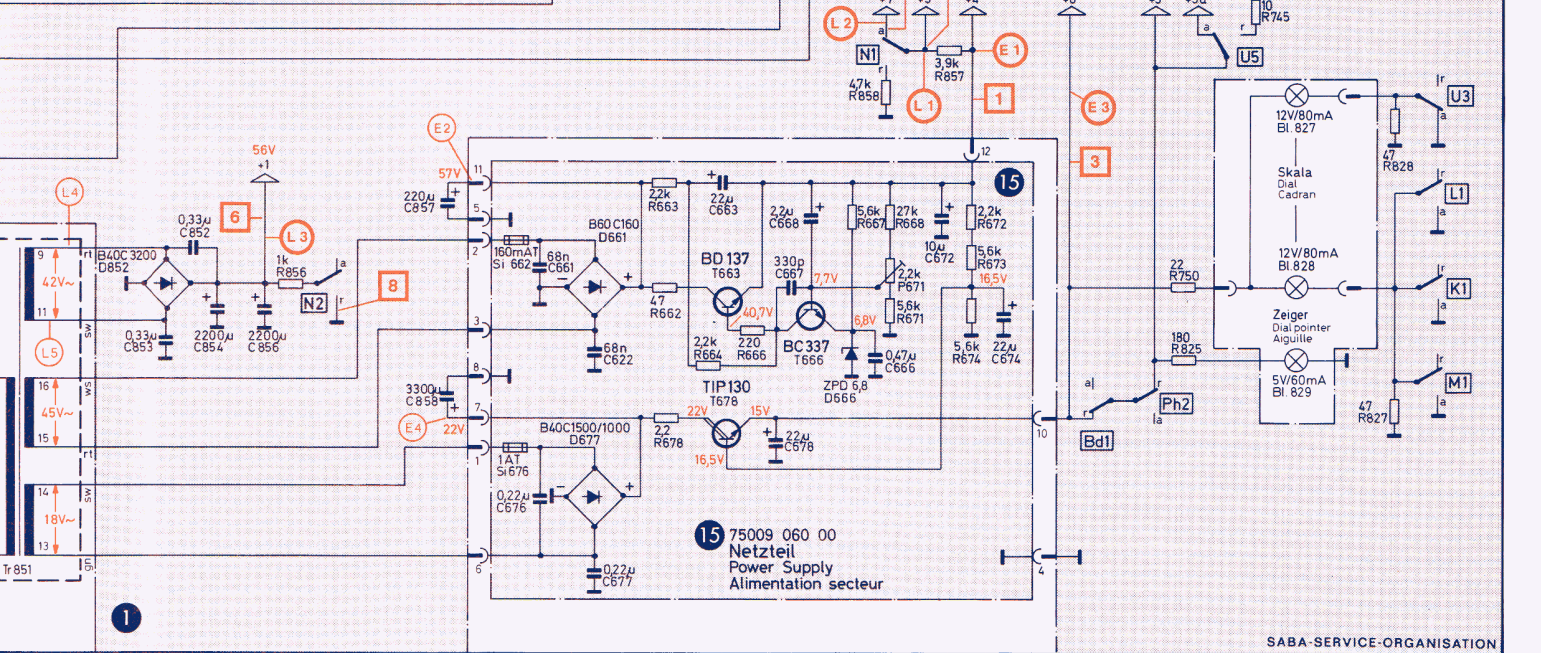 10
R745
L 2
a
N1
r
4,7k
R858
3,9k
R857
E 1
L 1
1
E 3
3
a
r
U5
12V/80mA
Bl. 827
Skala
Dial
Cadran
12V/80mA
Bl. 828
Zeiger
Dial pointer
Aiguille
5V/60mA
Bl. 829
r
U3
a
47
R828
r
L1
a
r
K1
a
r
M1
a
47
R827
22
R750
180
R825
a
r
Bd1
r
Ph2
a
E2
56V
+1
L4
6
L 3
0,33µ
C852
B40C3200
D852
1k
R856
a
N2
r
8
0,33µ
C853
2200µ
C854
2200µ
C856
9
rt
42V~
11
sw
L5
16
ws
45V~
15
rt
14
sw
18V~
13
gn
Tr 851
1
57V
11
220µ
C857
5
2
3
8
3300µ
C858
7
E4
22V
1
6
160mAT
Si 662
68n
C661
B60C160
D661
68n
C622
2,2k
R663
22µ
C663
47
R662
BD 137
T663
40,7V
2,2k
R664
220
R666
2,2µ
C668
330p
C667
7,7V
BC 337
T666
5,6k
R667
27k
R668
2,2k
P671
5,6k
R671
6,8V
ZPD 6,8
D666
0,47µ
C666
10µ
C672
2,2k
R672
5,6k
R673
16,5V
5,6k
R674
22µ
C674
12
15
1AT
Si 676
0,22µ
C676
B40C1500/1000
D677
0,22µ
C677
2,2
R678
TIP 130
T678
22V
15V
16,5V
22µ
C678
10
4
15
75009 060 00
Netzteil
Power Supply
Alimentation secteur
SABA-SERVICE-ORGANISATION